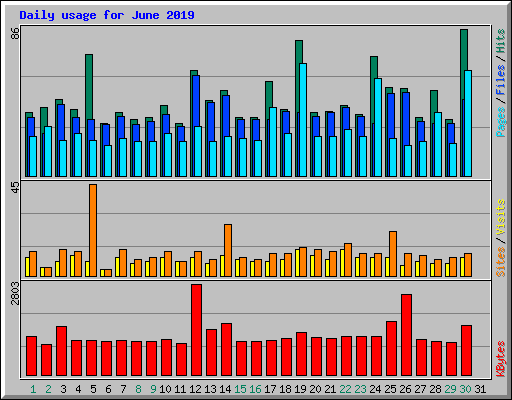 Daily usage for June 2019
86
Pages / Files / Hits
45
Sites / Visits
2803
KBytes
1 2 3 4 5 6 7 8 9 10 11 12 13 14 15 16 17 18 19 20 21 22 23 24 25 26 27 28 29 30 31